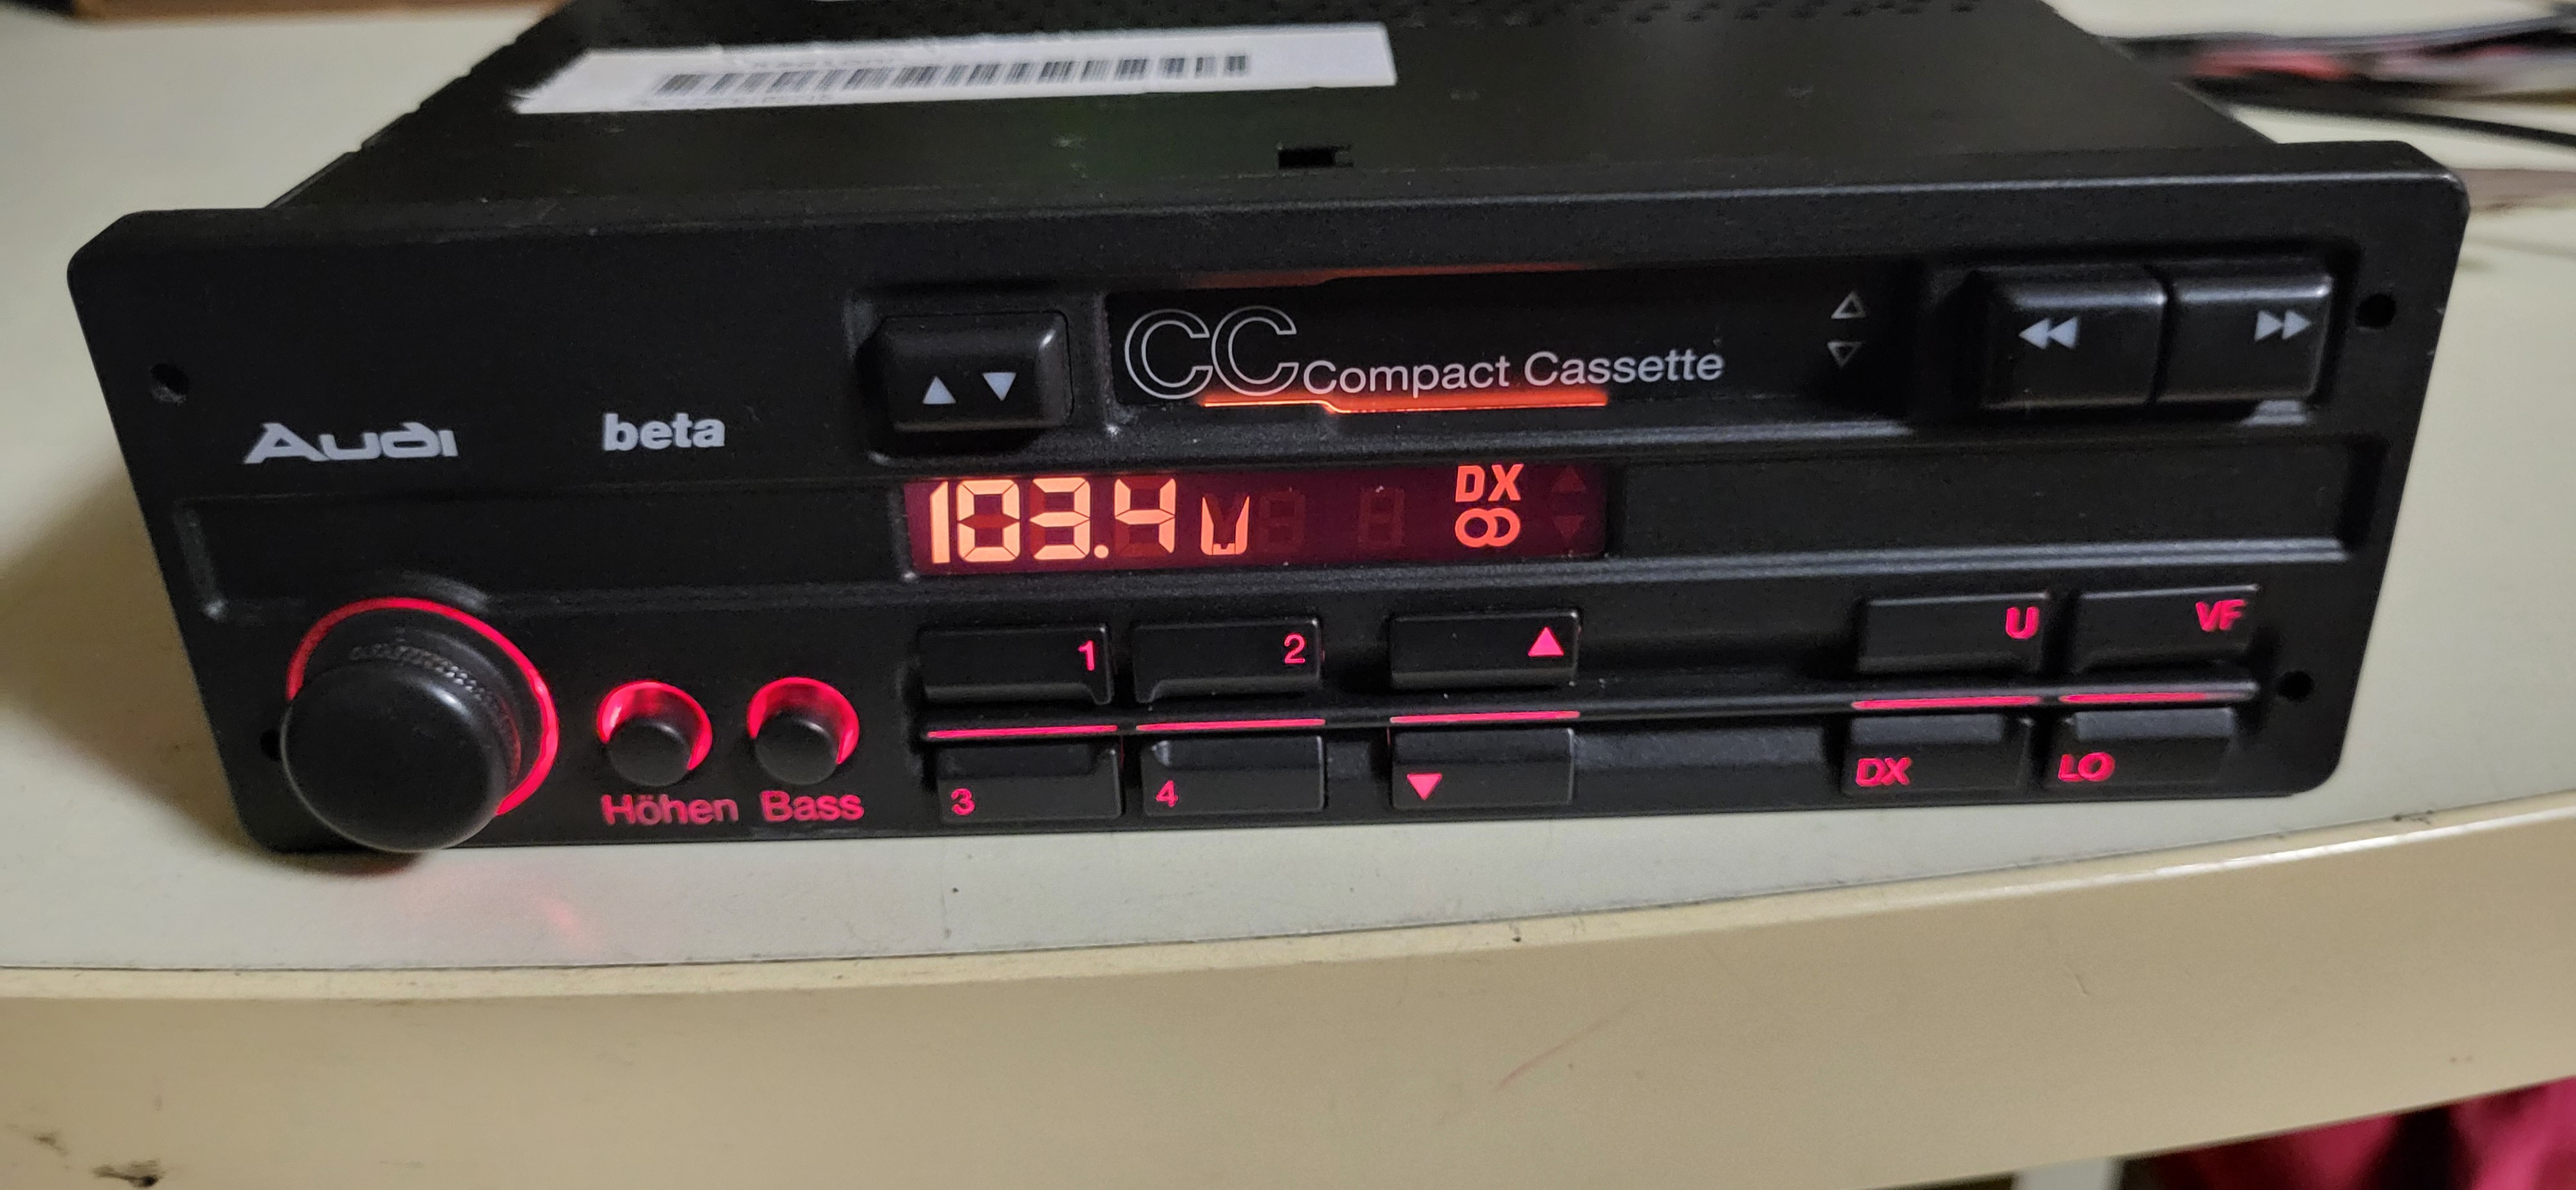 CC Compact Cassette
Audi beta
103.4 U DX
1 2 U VF
Höhen Bass 3 4 DX LO